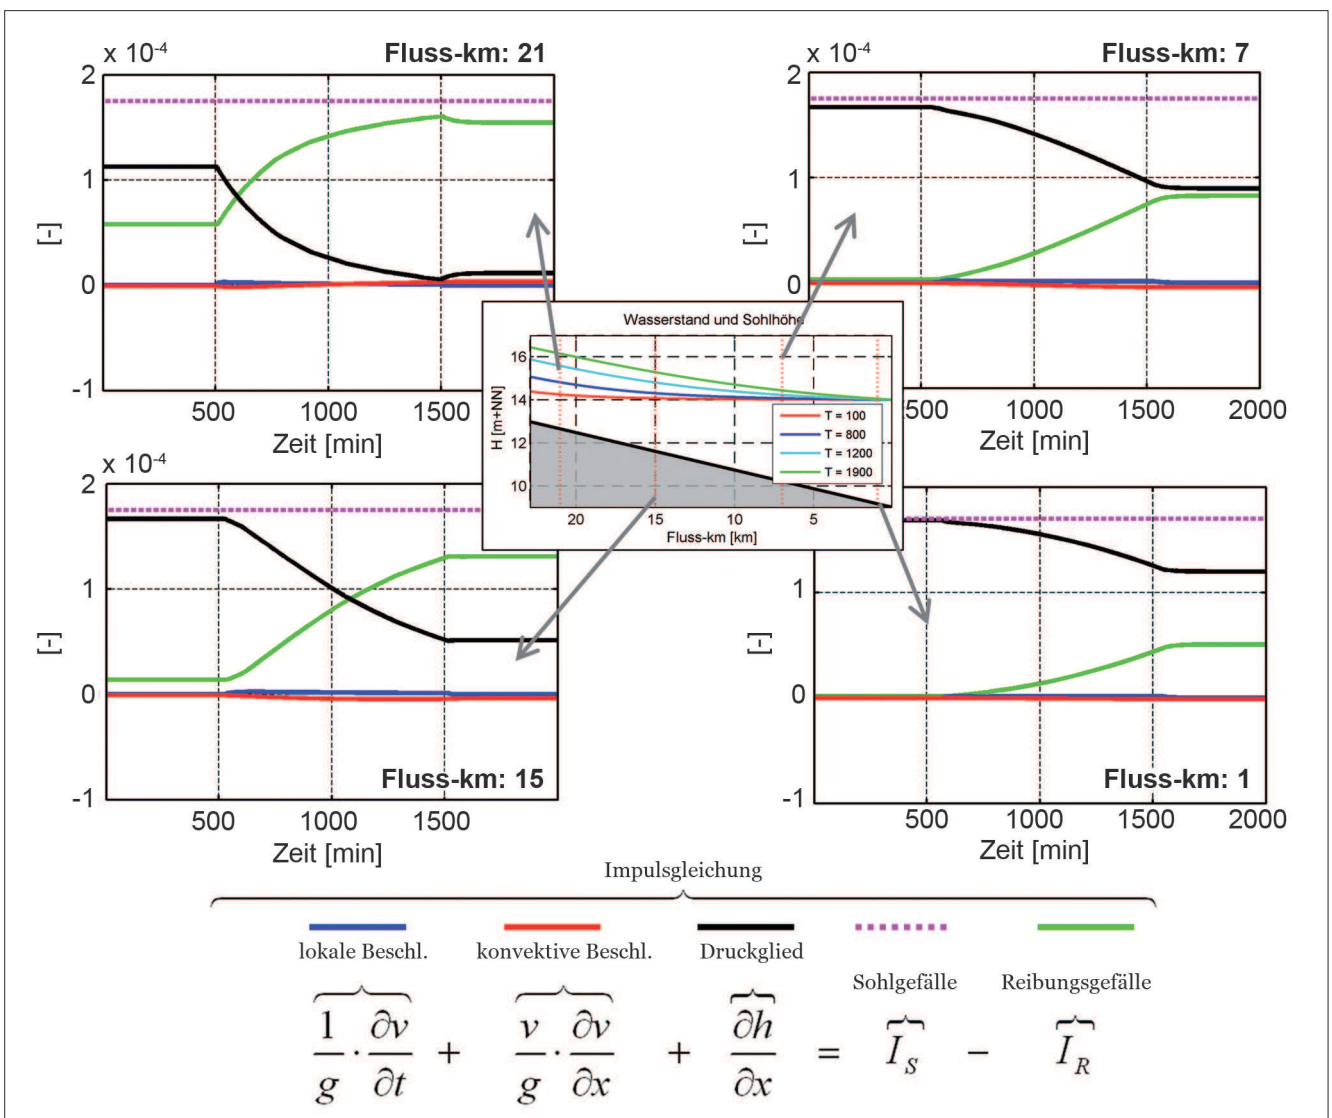 x 10-4
Fluss-km: 21
2
1
0
-1
[-]
500
1000
1500
Zeit [min]
x 10-4
Fluss-km: 7
2
1
0
[-]
500
1000
1500
2000
Zeit [min]
Wasserstand und Sohlhöhe
H [m+NN]
16
14
12
10
T = 100
T = 800
T = 1200
T = 1900
20
15
10
5
Fluss-km [km]
x 10-4
2
1
0
-1
[-]
Fluss-km: 15
500
1000
1500
Zeit [min]
1
0
-1
[-]
Fluss-km: 1
500
1000
1500
2000
Zeit [min]
Impulsgleichung
lokale Beschl.
konvektive Beschl.
Druckglied
Sohlgefälle
Reibungsgefälle
1/g · ∂v/∂t + v/g · ∂v/∂x + ∂h/∂x = I_S − I_R